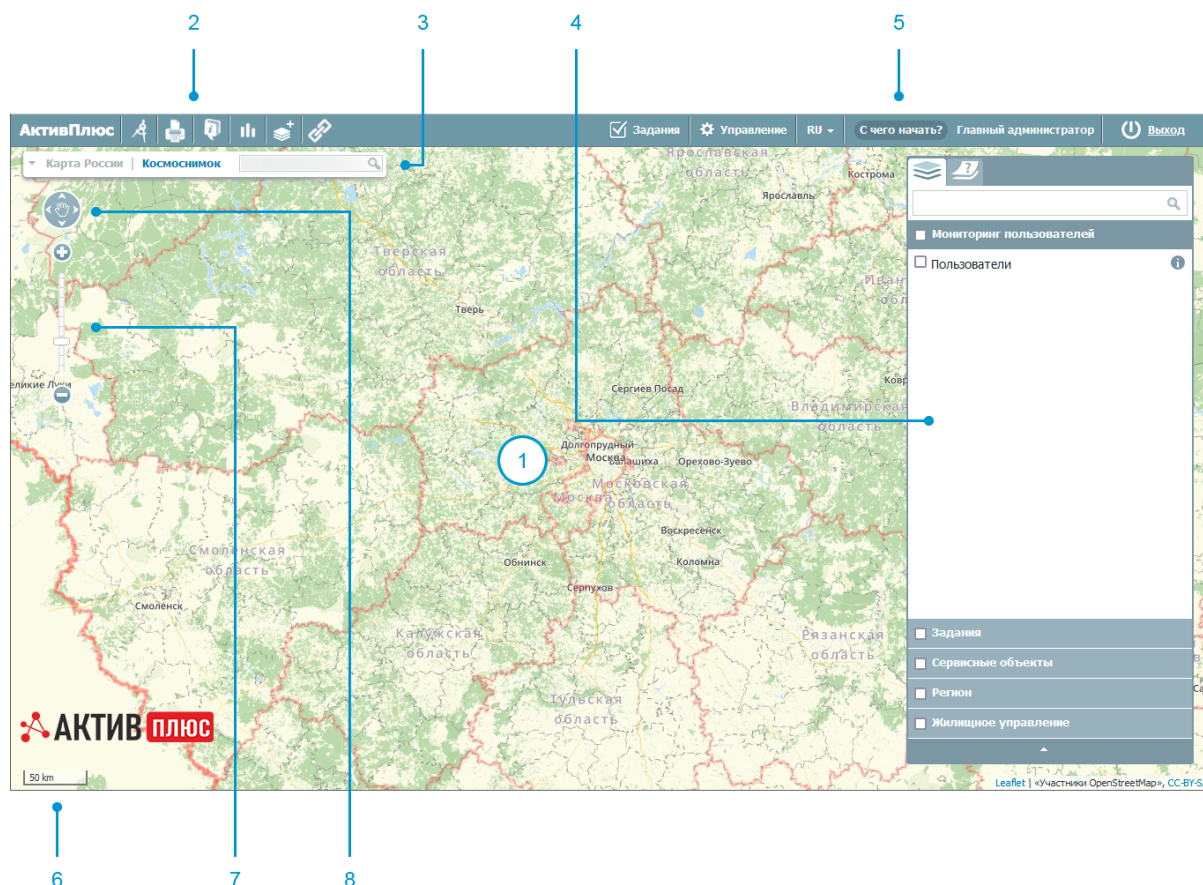 2 3 4 5
АктивПлюс Задания Управление RU С чего начать? Главный администратор Выход
Карта России | Космоснимок
Ярославская
область
Кострома
Ярославль
Мониторинг пользователей
Пользователи
Тверская
область
Тверь
Сергиев Посад
Владимирская
область
Долгопрудный
Москва
Балашиха
Орехово-Зуево
1
Московская
область
Москва
Воскресенск
Обнинск
Коломна
Смоленская
область
Серпухов
Смоленск
Калужская
область
Рязанская
область
Задания
Сервисные объекты
Регион
Тульская
область
Жилищное управление
АКТИВ ПЛЮС
50 km
Leaflet | «Участники OpenStreetMap», CC-BY-S
6 7 8